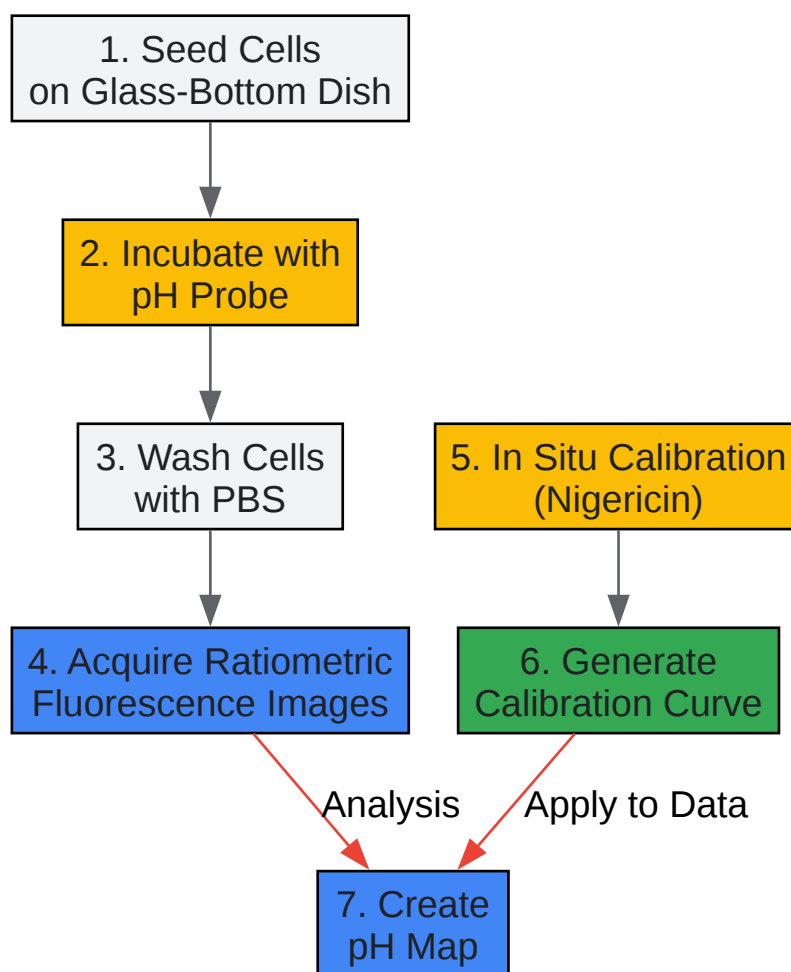 1. Seed Cells
on Glass-Bottom Dish
2. Incubate with
pH Probe
3. Wash Cells
with PBS
5. In Situ Calibration
(Nigericin)
4. Acquire Ratiometric
Fluorescence Images
6. Generate
Calibration Curve
Analysis
Apply to Data
7. Create
pH Map